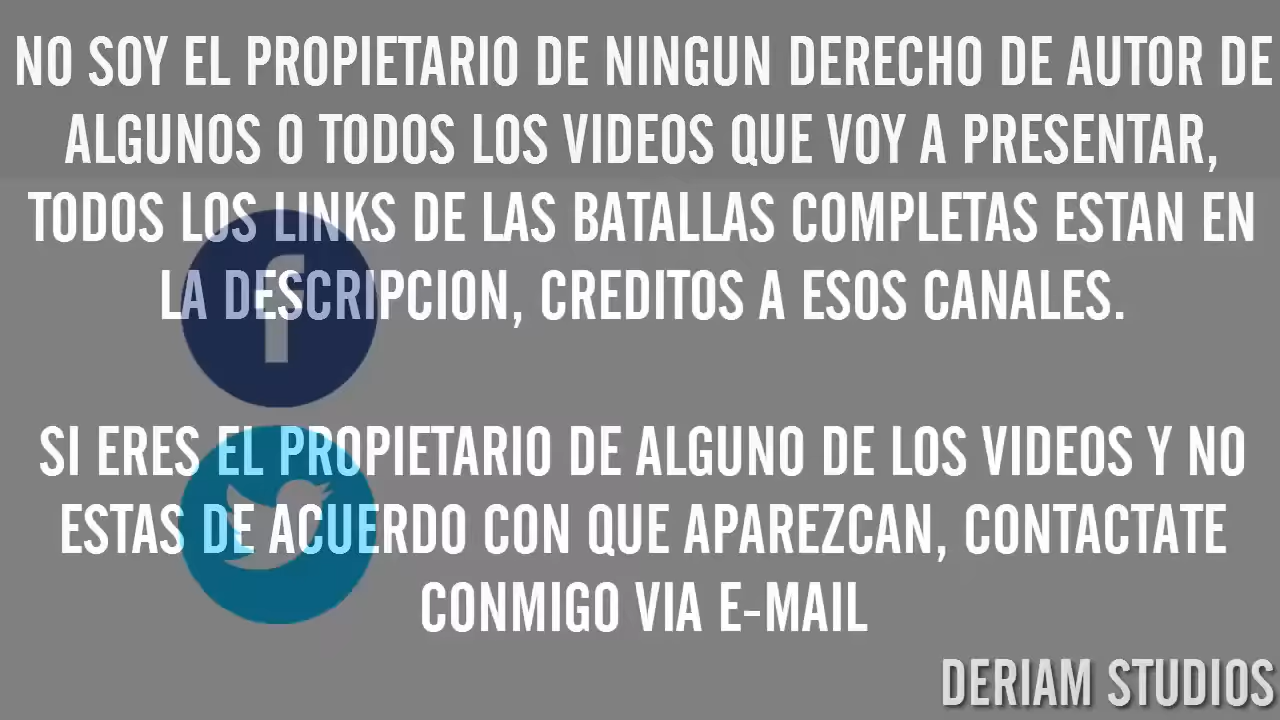 NO SOY EL PROPIETARIO DE NINGUN DERECHO DE AUTOR DE
ALGUNOS O TODOS LOS VIDEOS QUE VOY A PRESENTAR,
TODOS LOS LINKS DE LAS BATALLAS COMPLETAS ESTAN EN
LA DESCRIPCION, CREDITOS A ESOS CANALES.
SI ERES EL PROPIETARIO DE ALGUNO DE LOS VIDEOS Y NO
ESTAS DE ACUERDO CON QUE APAREZCAN, CONTACTATE
CONMIGO VIA E-MAIL
DERIAM STUDIOS